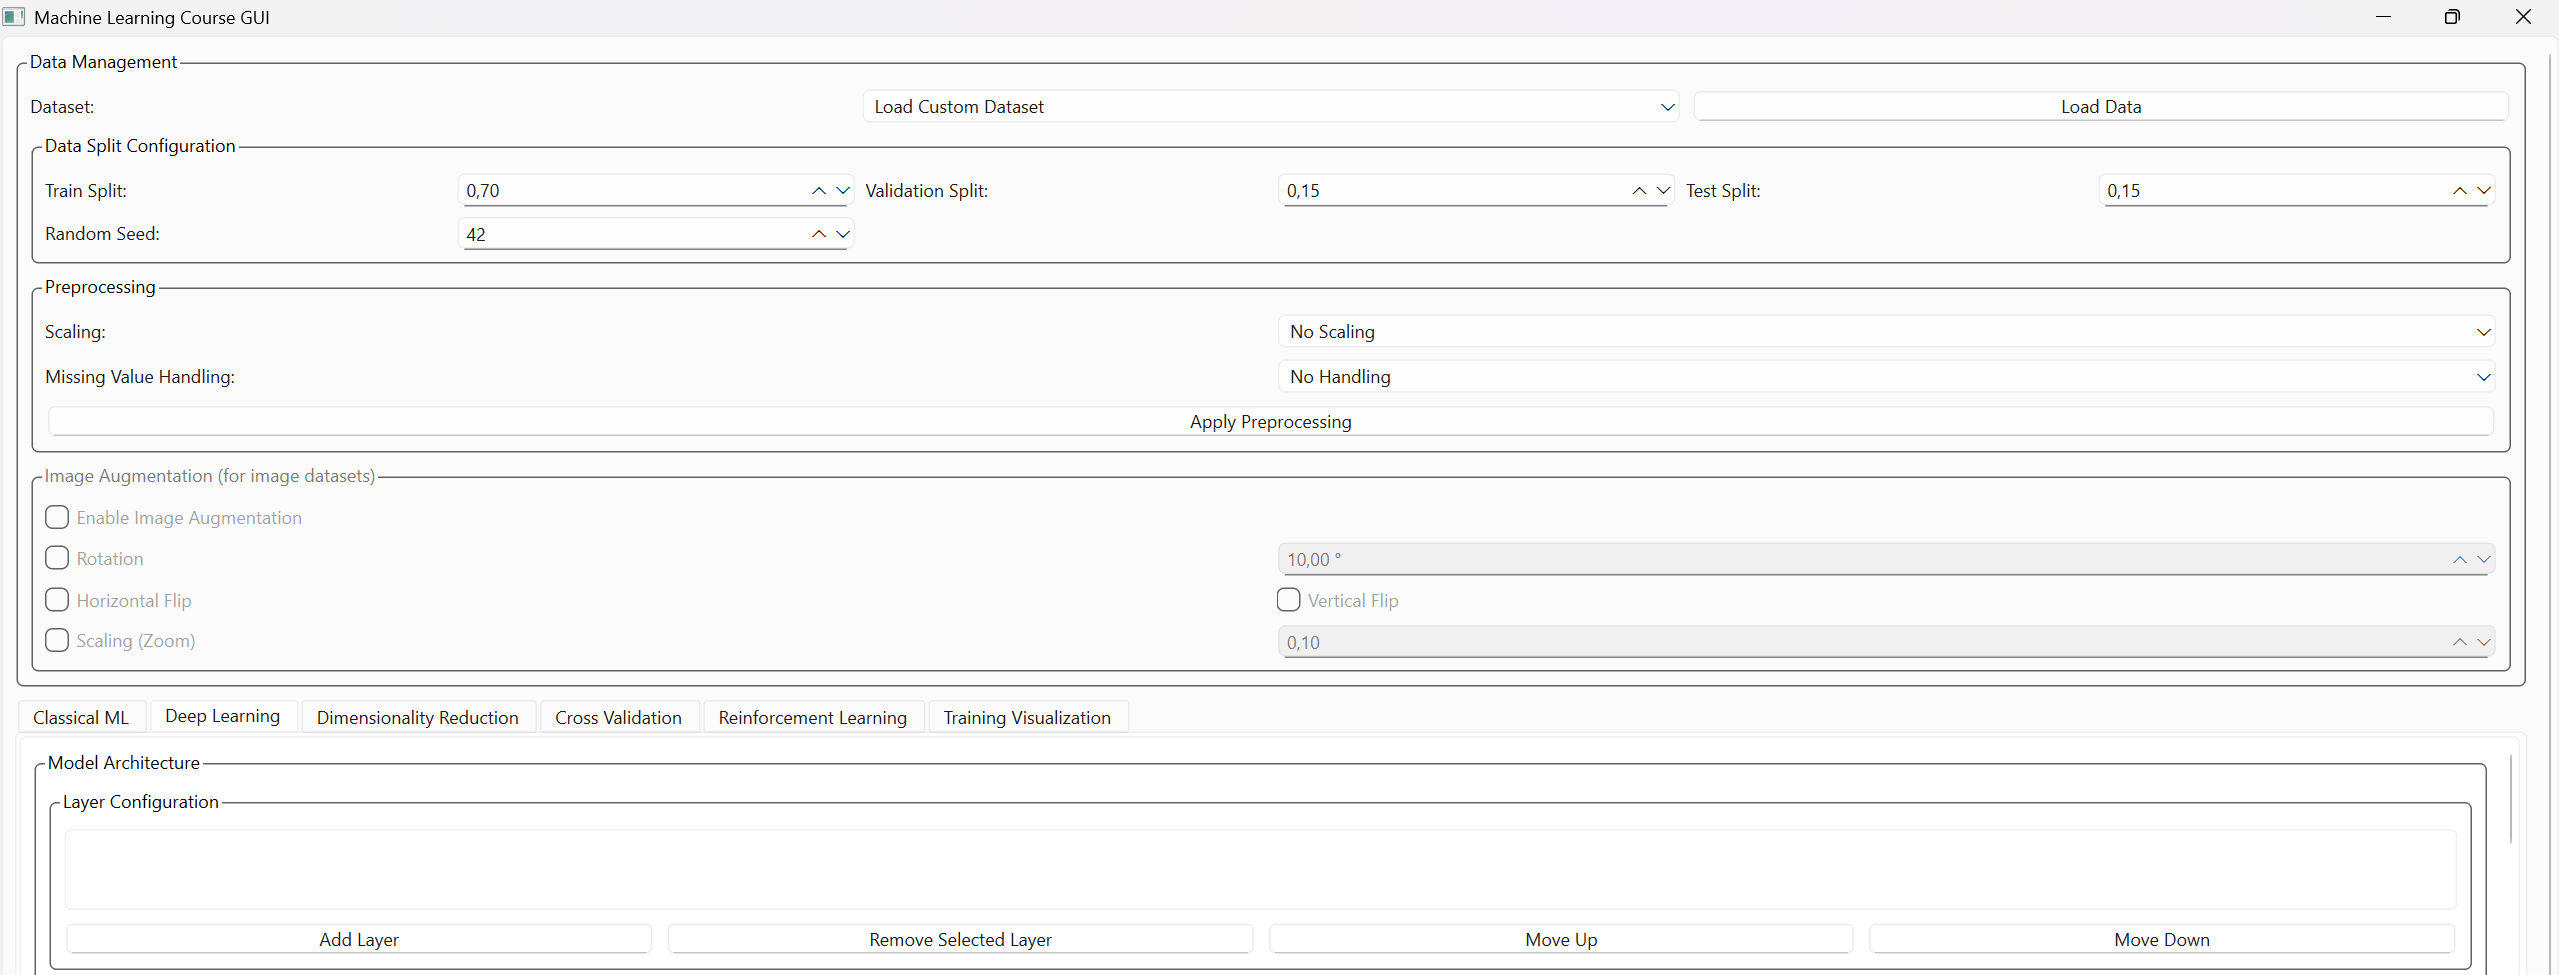 Machine Learning Course GUI
Data Management
Dataset: Load Custom Dataset Load Data
Data Split Configuration
Train Split: 0,70 Validation Split: 0,15 Test Split: 0,15
Random Seed: 42
Preprocessing
Scaling: No Scaling
Missing Value Handling: No Handling
Apply Preprocessing
Image Augmentation (for image datasets)
Enable Image Augmentation
Rotation 10,00 °
Horizontal Flip Vertical Flip
Scaling (Zoom) 0,10
Classical ML Deep Learning Dimensionality Reduction Cross Validation Reinforcement Learning Training Visualization
Model Architecture
Layer Configuration
Add Layer Remove Selected Layer Move Up Move Down